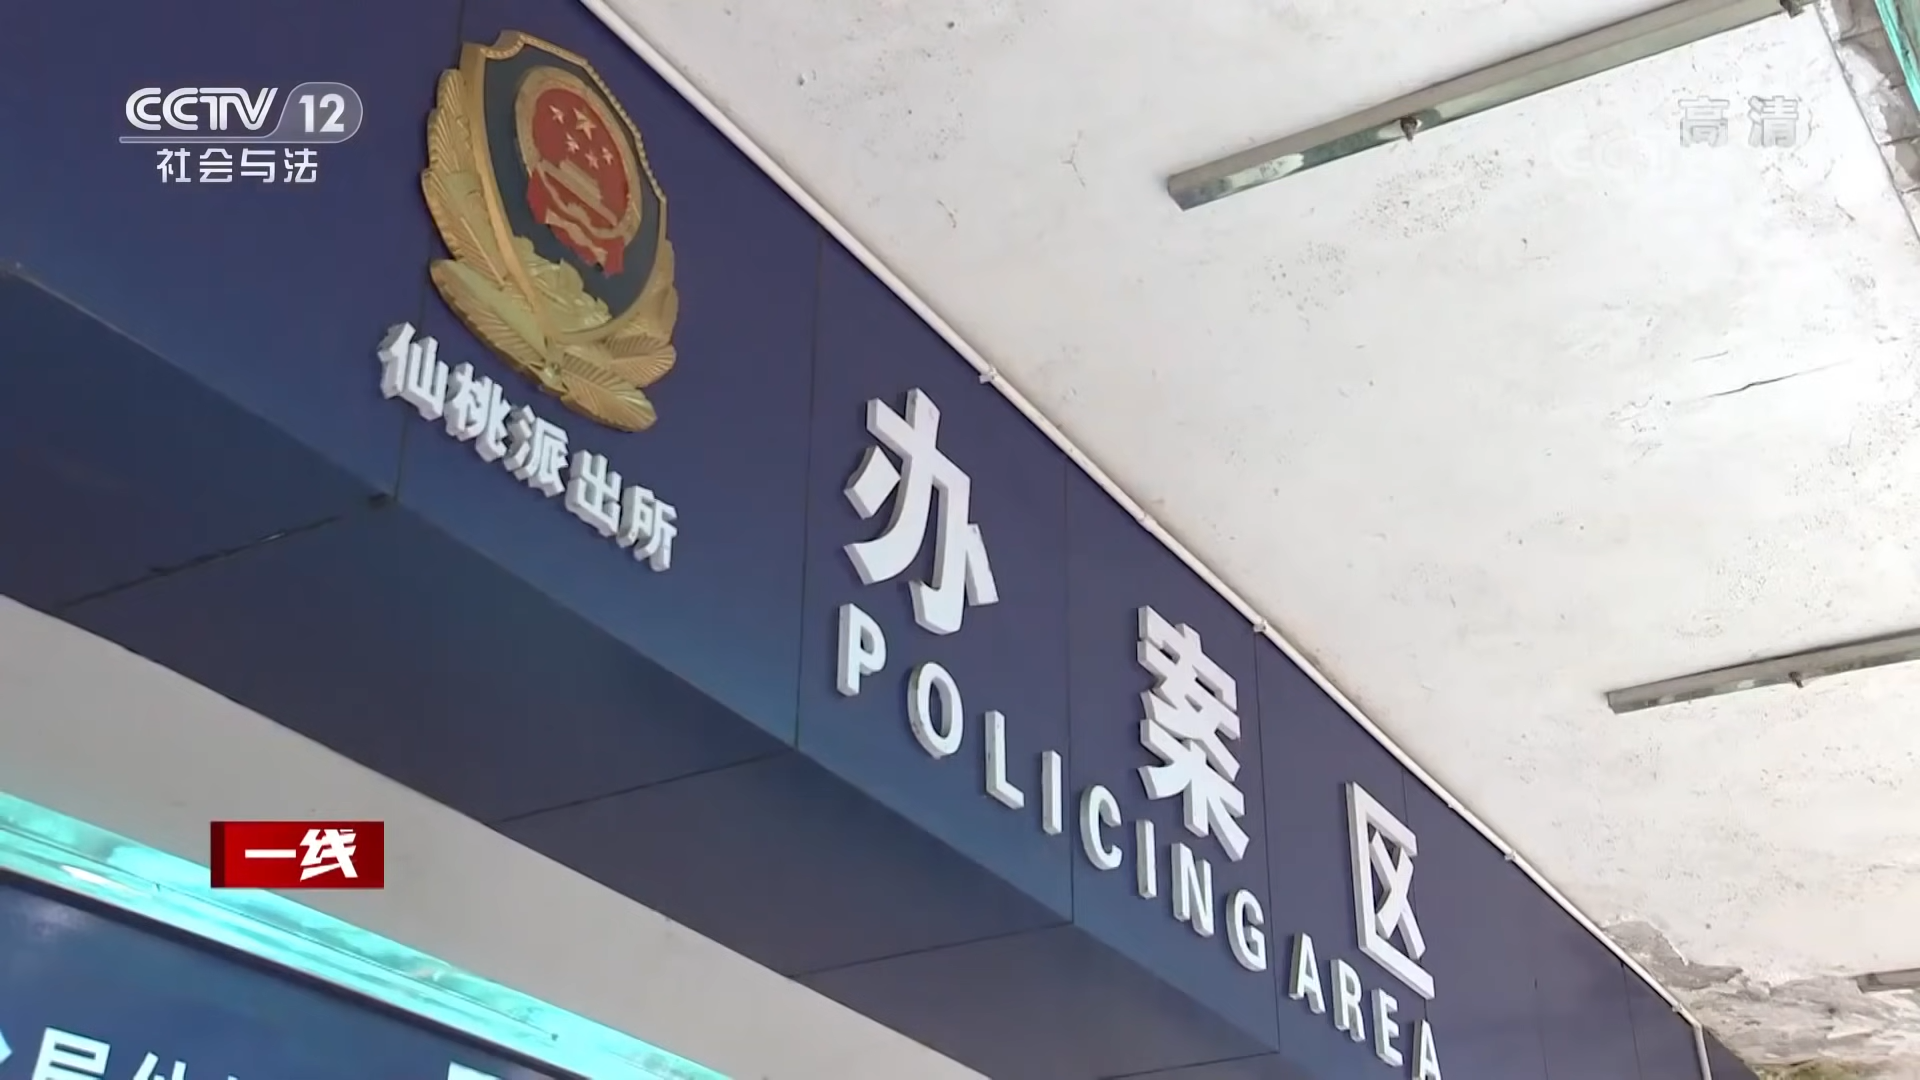 CCTV 12
社会与法
高清
仙桃派出所
办案区
POLICING AREA
一线